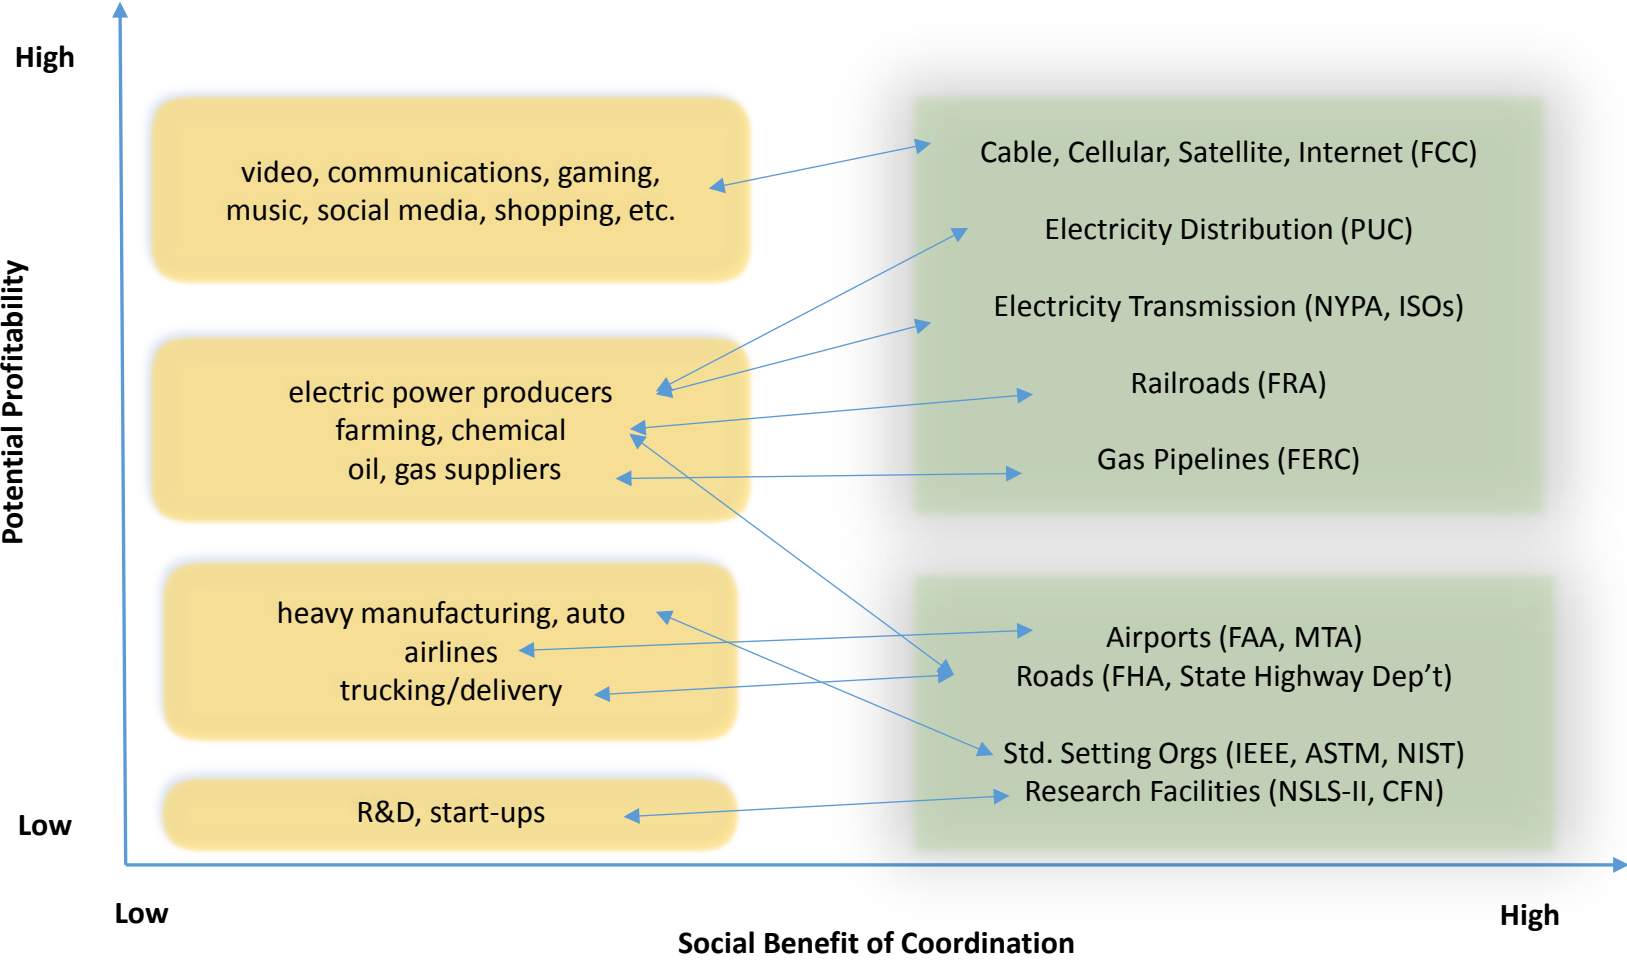 High
video, communications, gaming,
music, social media, shopping, etc.
Cable, Cellular, Satellite, Internet (FCC)
Electricity Distribution (PUC)
Electricity Transmission (NYPA, ISOs)
Railroads (FRA)
Gas Pipelines (FERC)
Potential Profitability
electric power producers
farming, chemical
oil, gas suppliers
heavy manufacturing, auto
airlines
trucking/delivery
Airports (FAA, MTA)
Roads (FHA, State Highway Dep’t)
Std. Setting Orgs (IEEE, ASTM, NIST)
Research Facilities (NSLS-II, CFN)
R&D, start-ups
Low
Low
High
Social Benefit of Coordination